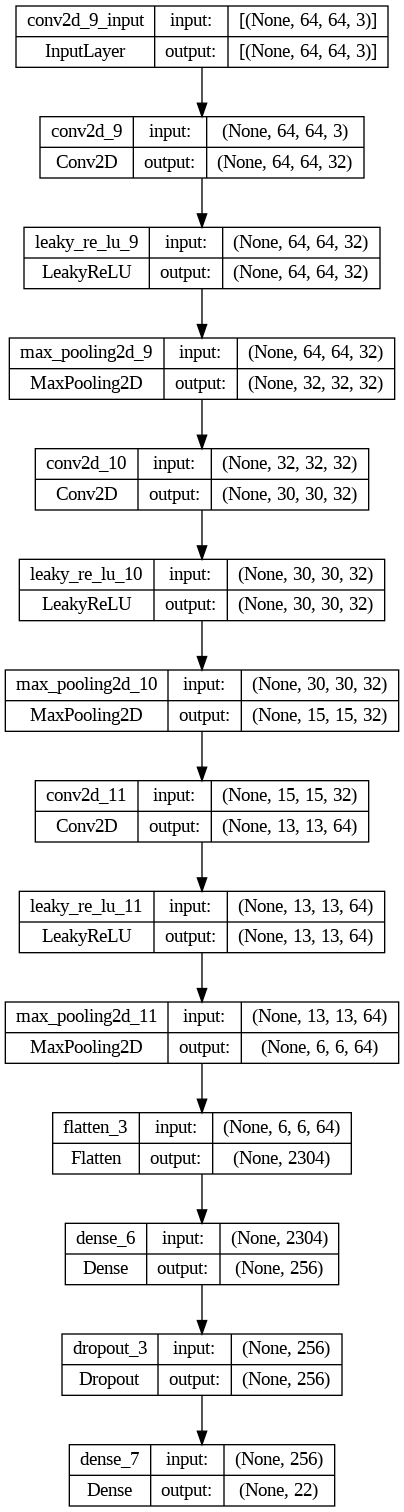 conv2d_9_input input: [(None, 64, 64, 3)]
InputLayer output: [(None, 64, 64, 3)]
conv2d_9 input: (None, 64, 64, 3)
Conv2D output: (None, 64, 64, 32)
leaky_re_lu_9 input: (None, 64, 64, 32)
LeakyReLU output: (None, 64, 64, 32)
max_pooling2d_9 input: (None, 64, 64, 32)
MaxPooling2D output: (None, 32, 32, 32)
conv2d_10 input: (None, 32, 32, 32)
Conv2D output: (None, 30, 30, 32)
leaky_re_lu_10 input: (None, 30, 30, 32)
LeakyReLU output: (None, 30, 30, 32)
max_pooling2d_10 input: (None, 30, 30, 32)
MaxPooling2D output: (None, 15, 15, 32)
conv2d_11 input: (None, 15, 15, 32)
Conv2D output: (None, 13, 13, 64)
leaky_re_lu_11 input: (None, 13, 13, 64)
LeakyReLU output: (None, 13, 13, 64)
max_pooling2d_11 input: (None, 13, 13, 64)
MaxPooling2D output: (None, 6, 6, 64)
flatten_3 input: (None, 6, 6, 64)
Flatten output: (None, 2304)
dense_6 input: (None, 2304)
Dense output: (None, 256)
dropout_3 input: (None, 256)
Dropout output: (None, 256)
dense_7 input: (None, 256)
Dense output: (None, 22)